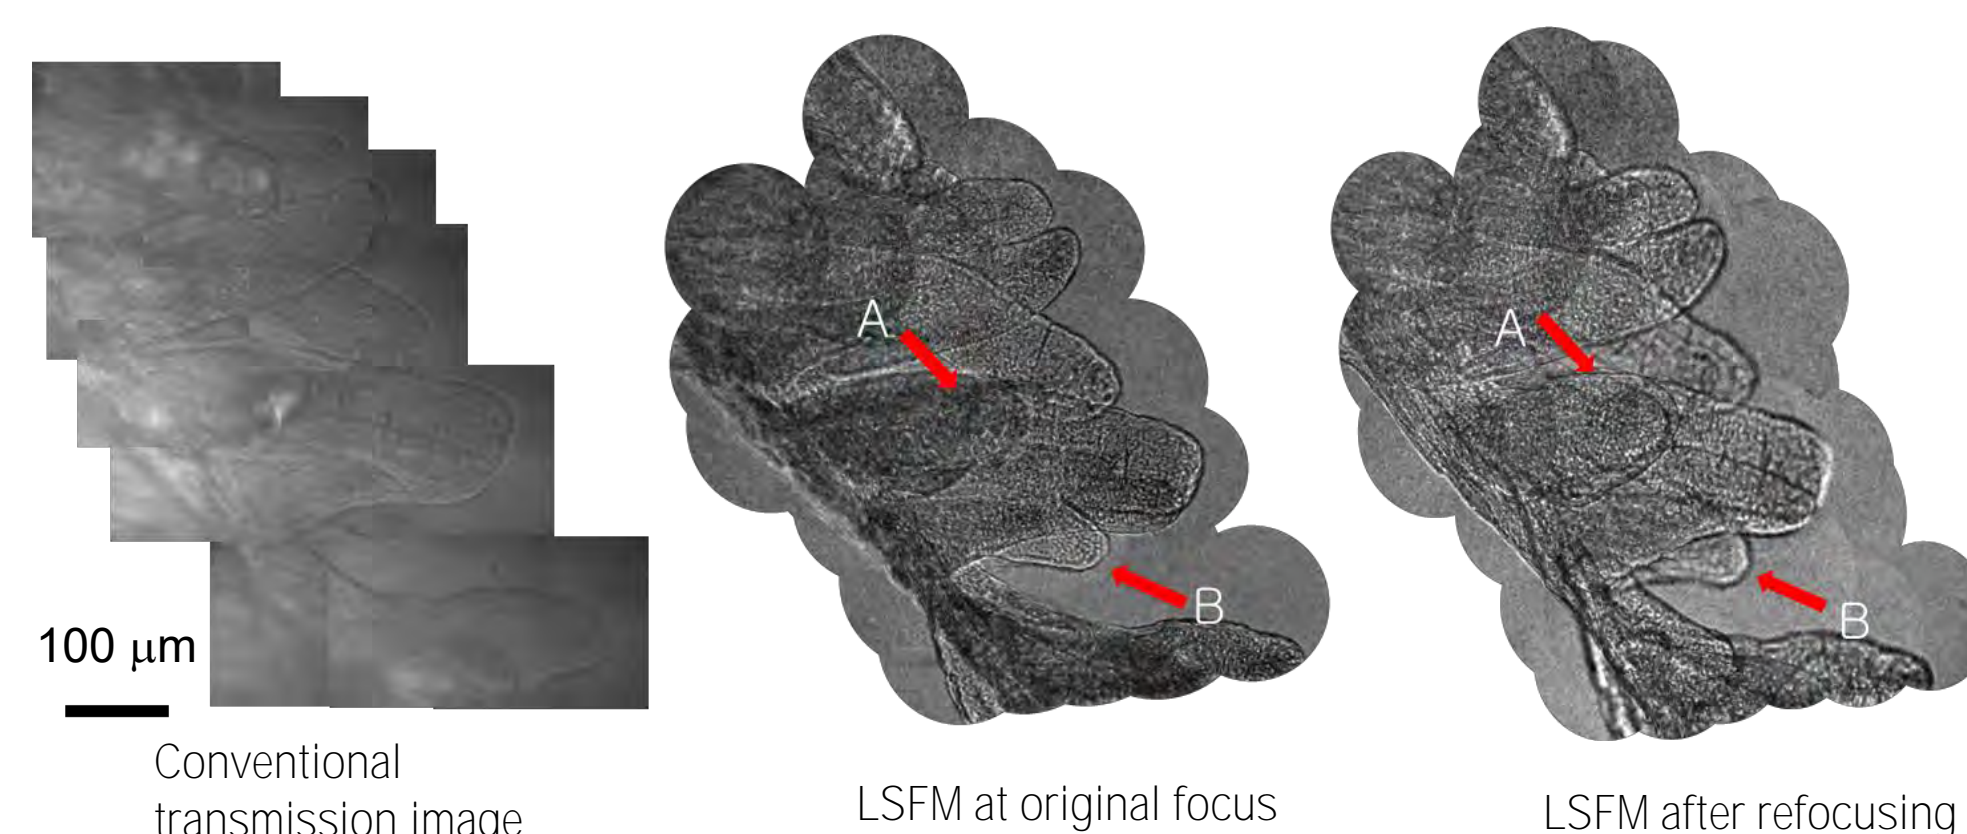 A
A
B
B
100 μm
Conventional
transmission image
LSFM at original focus
LSFM after refocusing